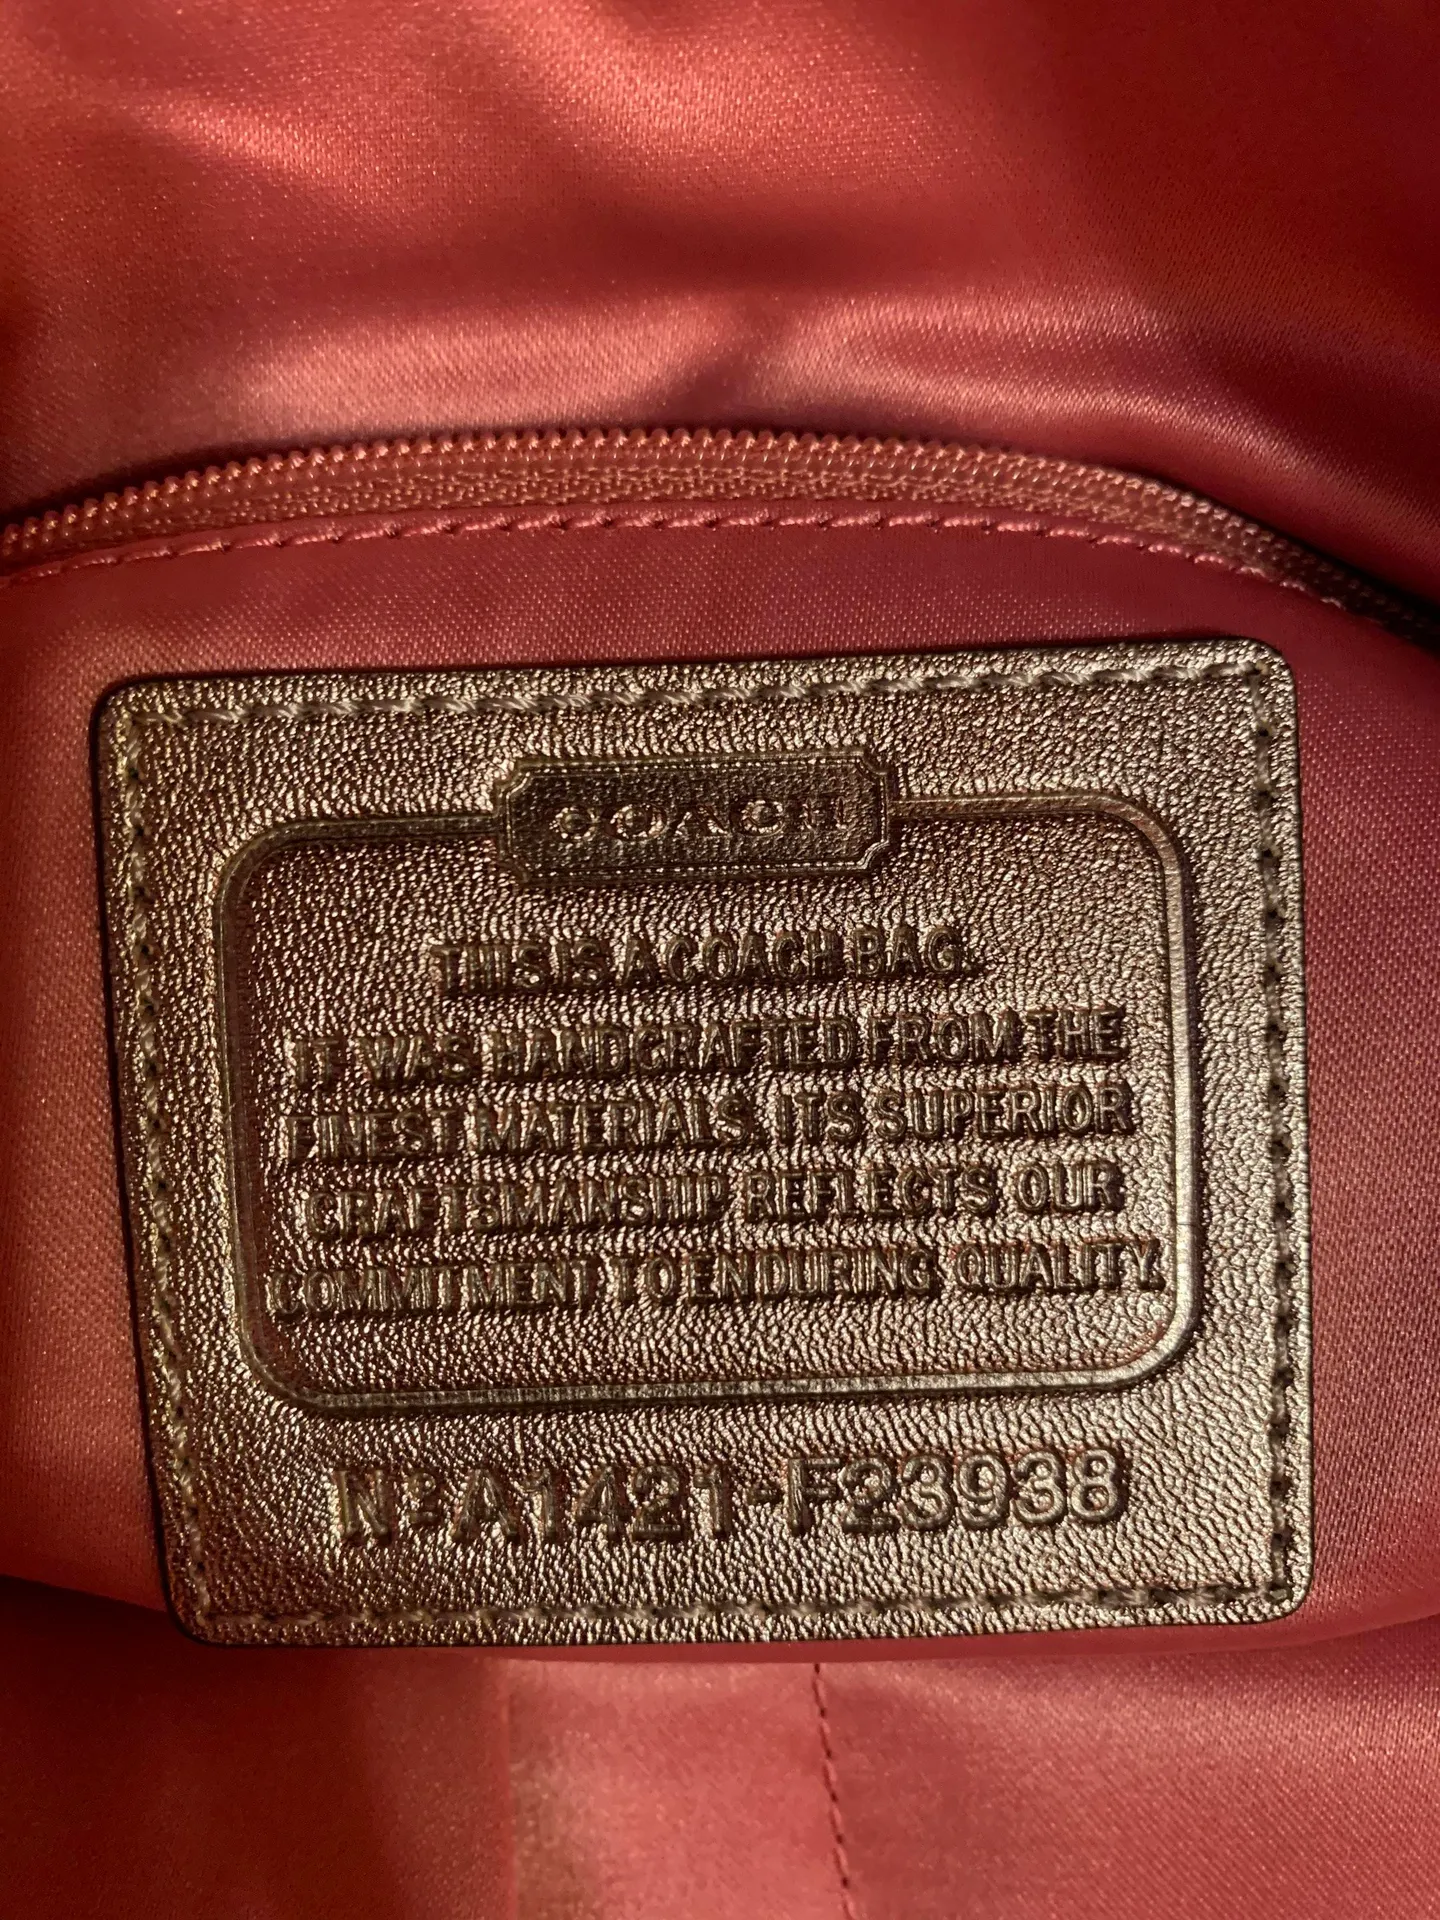 COACH
THIS IS A COACH BAG.
IT WAS HANDCRAFTED FROM THE
FINEST MATERIALS. ITS SUPERIOR
CRAFTSMANSHIP REFLECTS OUR
COMMITMENT TO ENDURING QUALITY.
Nº A1421-F23938